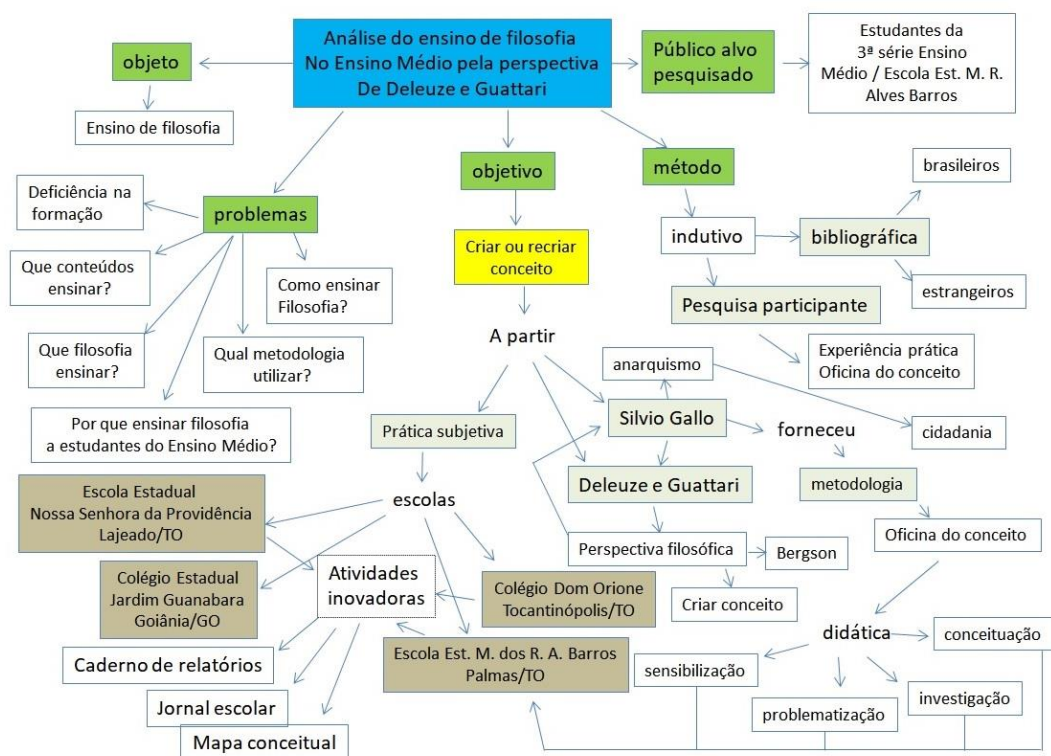 Análise do ensino de filosofia
No Ensino Médio pela perspectiva
De Deleuze e Guattari
objeto
Ensino de filosofia
Público alvo
pesquisado
Estudantes da
3ª série Ensino
Médio / Escola Est. M. R.
Alves Barros
problemas
Deficiência na
formação
Que conteúdos
ensinar?
Que filosofia
ensinar?
Por que ensinar filosofia
a estudantes do Ensino Médio?
Qual metodologia
utilizar?
Como ensinar
Filosofia?
objetivo
Criar ou recriar
conceito
A partir
método
indutivo
bibliográfica
brasileiros
estrangeiros
Pesquisa participante
Experiência prática
Oficina do conceito
anarquismo
cidadania
Prática subjetiva
Silvio Gallo
forneceu
metodologia
Oficina do conceito
Deleuze e Guattari
Perspectiva filosófica
Bergson
Criar conceito
escolas
Escola Estadual
Nossa Senhora da Providência
Lajeado/TO
Colégio Estadual
Jardim Guanabara
Goiânia/GO
Atividades
inovadoras
Colégio Dom Orione
Tocantinópolis/TO
Escola Est. M. dos R. A. Barros
Palmas/TO
Caderno de relatórios
Jornal escolar
Mapa conceitual
didática
conceituação
sensibilização
problematização
investigação